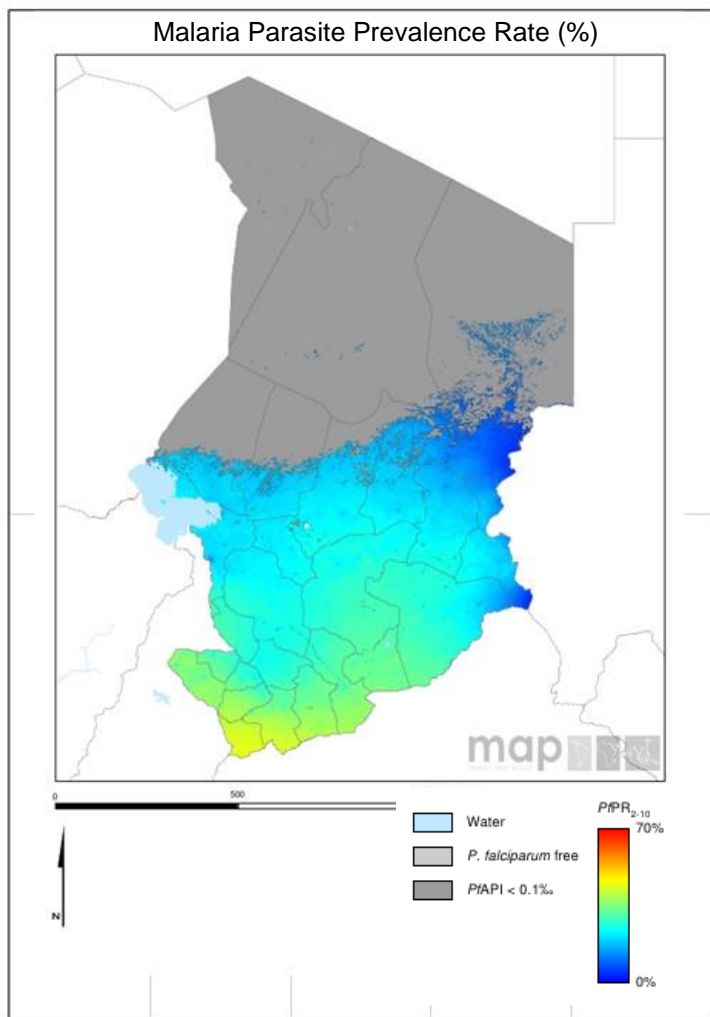 Malaria Parasite Prevalence Rate (%)
map
0 500
Water
P. falciparum free
PfAPI < 0.1‰
PfPR2-10
70%
0%
N